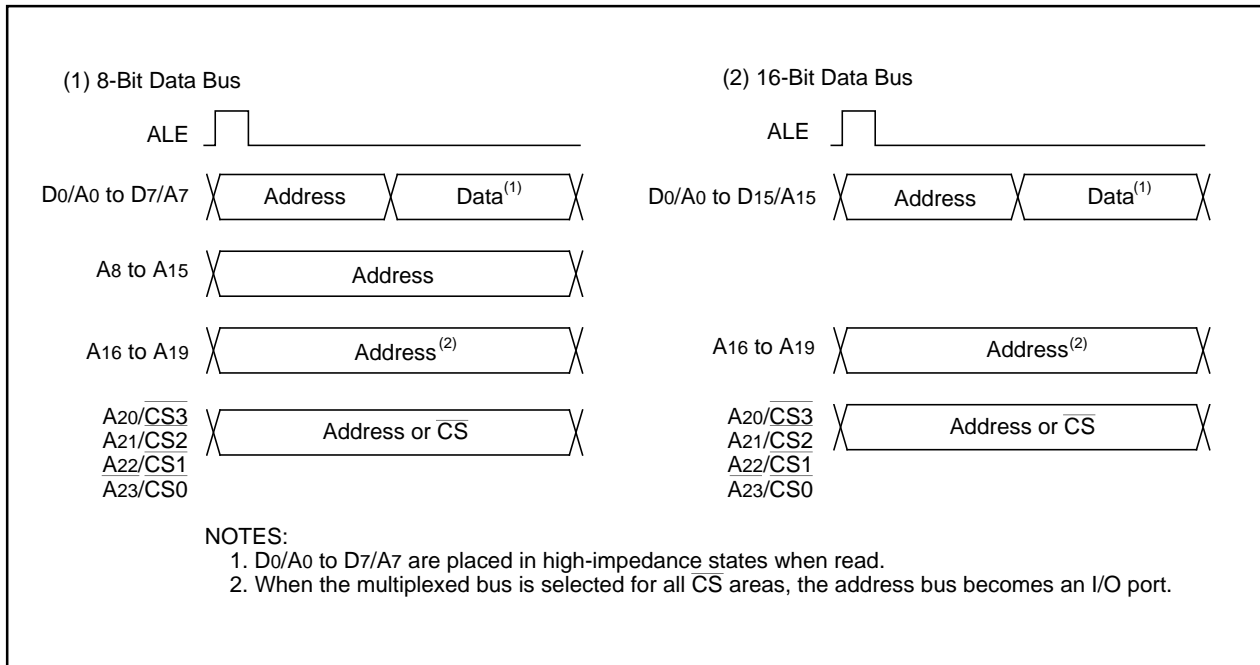 (1) 8-Bit Data Bus
ALE
D0/A0 to D7/A7
Address
Data(1)
A8 to A15
Address
A16 to A19
Address(2)
A20/CS3
A21/CS2
A22/CS1
A23/CS0
Address or CS
(2) 16-Bit Data Bus
ALE
D0/A0 to D15/A15
Address
Data(1)
A16 to A19
Address(2)
A20/CS3
A21/CS2
A22/CS1
A23/CS0
Address or CS
NOTES:
1. D0/A0 to D7/A7 are placed in high-impedance states when read.
2. When the multiplexed bus is selected for all CS areas, the address bus becomes an I/O port.